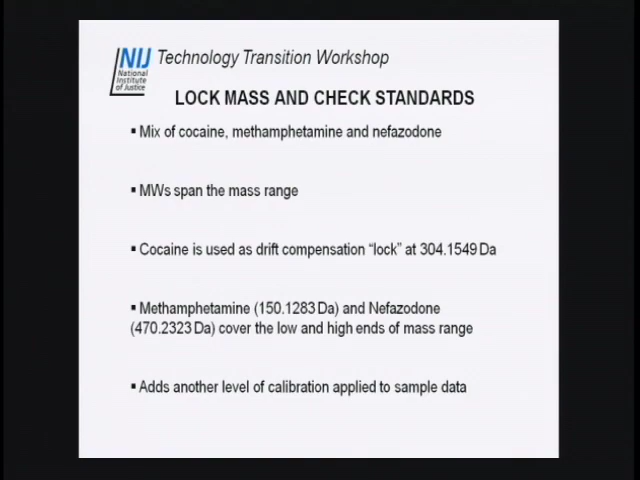 NIJ
National
Institute
of Justice
Technology Transition Workshop
LOCK MASS AND CHECK STANDARDS
▪ Mix of cocaine, methamphetamine and nefazodone
▪ MWs span the mass range
▪ Cocaine is used as drift compensation “lock” at 304.1549 Da
▪ Methamphetamine (150.1283 Da) and Nefazodone
(470.2323 Da) cover the low and high ends of mass range
▪ Adds another level of calibration applied to sample data